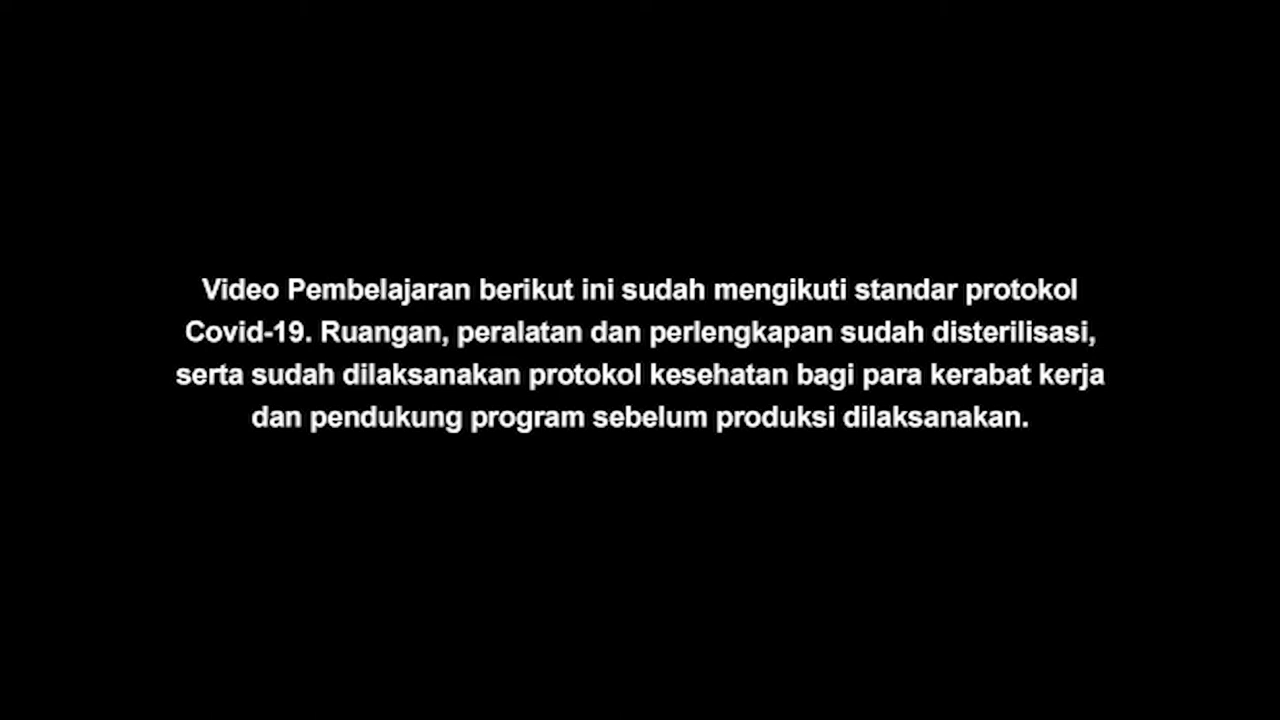 Video Pembelajaran berikut ini sudah mengikuti standar protokol
Covid-19. Ruangan, peralatan dan perlengkapan sudah disterilisasi,
serta sudah dilaksanakan protokol kesehatan bagi para kerabat kerja
dan pendukung program sebelum produksi dilaksanakan.